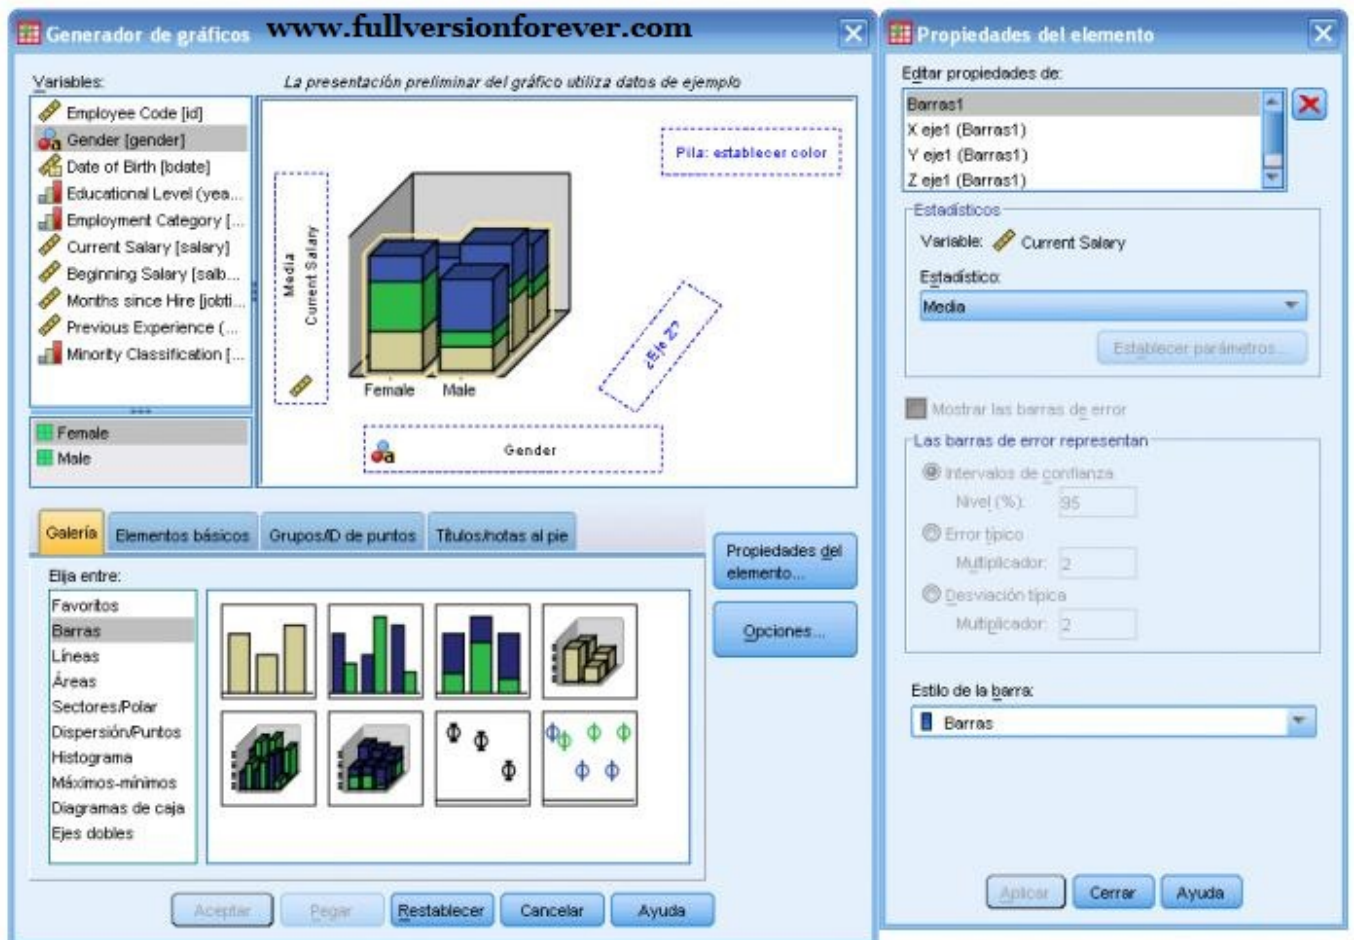 Generador de gráficos
www.fullversionforever.com
Variables:
La presentación preliminar del gráfico utiliza datos de ejemplo
Employee Code [id]
Gender [gender]
Date of Birth [bdate]
Educational Level (yea...
Employment Category [...
Current Salary [salary]
Beginning Salary [salb...
Months since Hire [jobti...
Previous Experience (...
Minority Classification [...
Female
Male
Pila: establecer color
Media
Current Salary
¿Eje Z?
Female
Male
Gender
Galería
Elementos básicos
Grupos/ID de puntos
Títulos/notas al pie
Elija entre:
Favoritos
Barras
Líneas
Áreas
Sectores/Polar
Dispersión/Puntos
Histograma
Máximos-mínimos
Diagramas de caja
Ejes dobles
Propiedades del
elemento...
Opciones...
Aceptar
Pegar
Restablecer
Cancelar
Ayuda
Propiedades del elemento
Editar propiedades de:
Barras1
X eje1 (Barras1)
Y eje1 (Barras1)
Z eje1 (Barras1)
Estadísticos
Variable: Current Salary
Estadístico:
Media
Establecer parámetros...
Mostrar las barras de error
Las barras de error representan
Intervalos de confianza
Nivel (%): 95
Error típico
Multiplicador: 2
Desviación típica
Multiplicador: 2
Estilo de la barra:
Barras
Aplicar
Cerrar
Ayuda